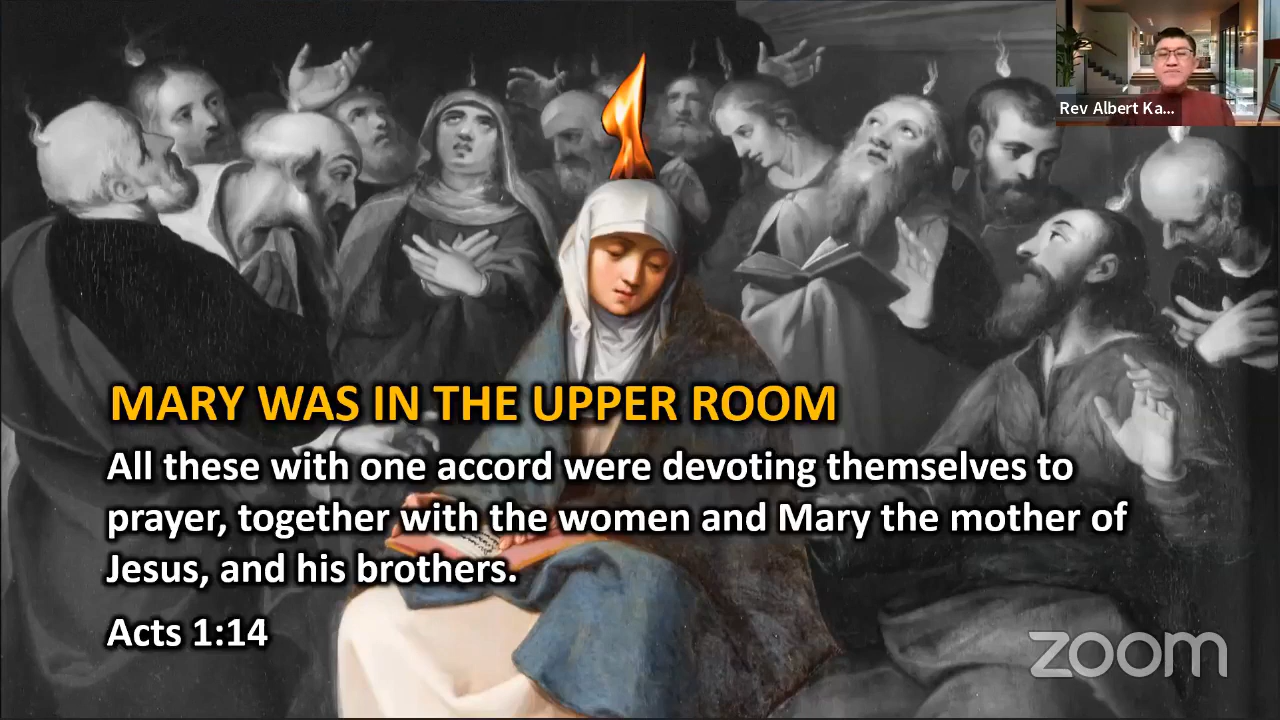 Rev Albert Ka...
MARY WAS IN THE UPPER ROOM
All these with one accord were devoting themselves to
prayer, together with the women and Mary the mother of
Jesus, and his brothers.
Acts 1:14
zoom